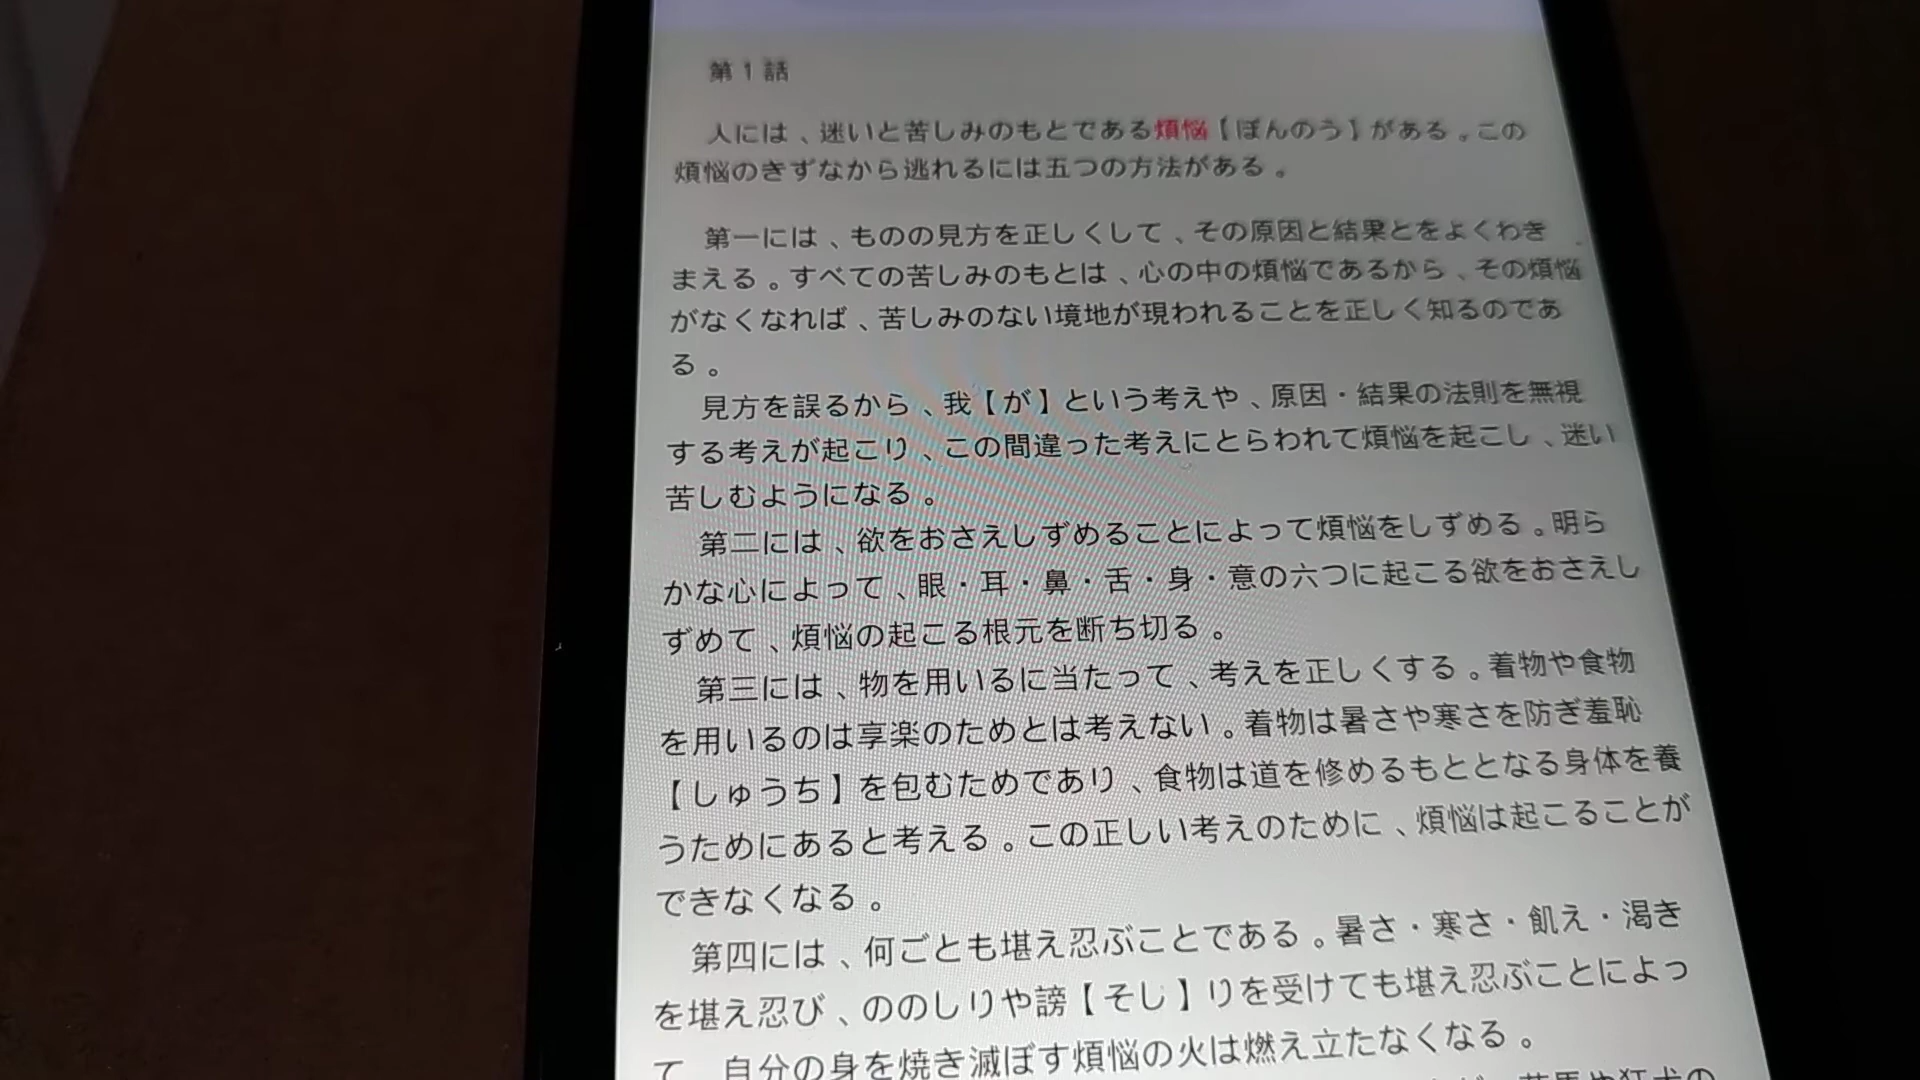 第１話
人には、迷いと苦しみのもとである煩悩【ぼんのう】がある。この
煩悩のきずなから逃れるには五つの方法がある。
第一には、ものの見方を正しくして、その原因と結果とをよくわき
まえる。すべての苦しみのもとは、心の中の煩悩であるから、その煩悩
がなくなれば、苦しみのない境地が現われることを正しく知るのであ
る。
見方を誤るから、我【が】という考えや、原因・結果の法則を無視
する考えが起こり、この間違った考えにとらわれて煩悩を起こし、迷い
苦しむようになる。
第二には、欲をおさえしずめることによって煩悩をしずめる。明ら
かな心によって、眼・耳・鼻・舌・身・意の六つに起こる欲をおさえし
ずめて、煩悩の起こる根元を断ち切る。
第三には、物を用いるに当たって、考えを正しくする。着物や食物
を用いるのは享楽のためとは考えない。着物は暑さや寒さを防ぎ羞恥
【しゅうち】を包むためであり、食物は道を修めるもととなる身体を養
うためにあると考える。この正しい考えのために、煩悩は起こることが
できなくなる。
第四には、何ごとも堪え忍ぶことである。暑さ・寒さ・飢え・渇き
を堪え忍び、ののしりや謗【そし】りを受けても堪え忍ぶことによっ
て、自分の身を焼き滅ぼす煩悩の火は燃え立たなくなる。